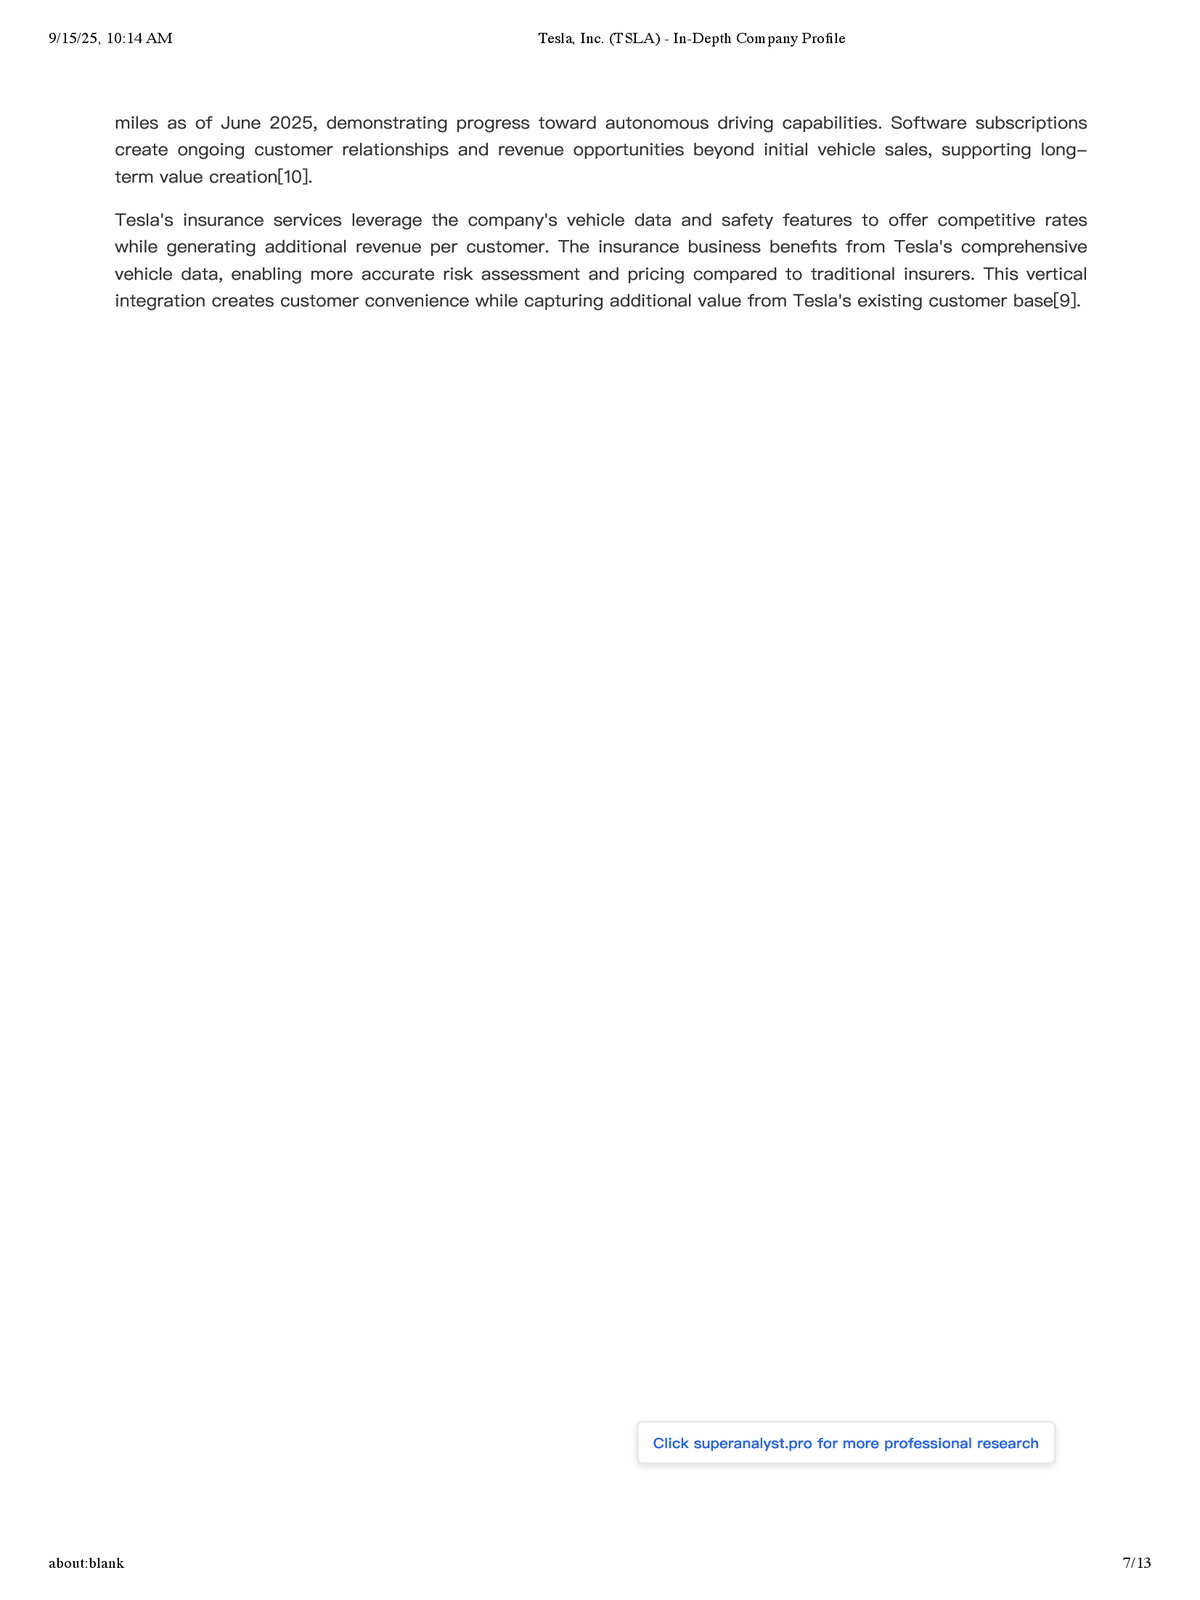 9/15/25, 10:14 AM
Tesla, Inc. (TSLA) - In-Depth Company Profile
miles as of June 2025, demonstrating progress toward autonomous driving capabilities. Software subscriptions
create ongoing customer relationships and revenue opportunities beyond initial vehicle sales, supporting long-
term value creation[10].
Tesla's insurance services leverage the company's vehicle data and safety features to offer competitive rates
while generating additional revenue per customer. The insurance business benefits from Tesla's comprehensive
vehicle data, enabling more accurate risk assessment and pricing compared to traditional insurers. This vertical
integration creates customer convenience while capturing additional value from Tesla's existing customer base[9].
Click superanalyst.pro for more professional research
about:blank
7/13